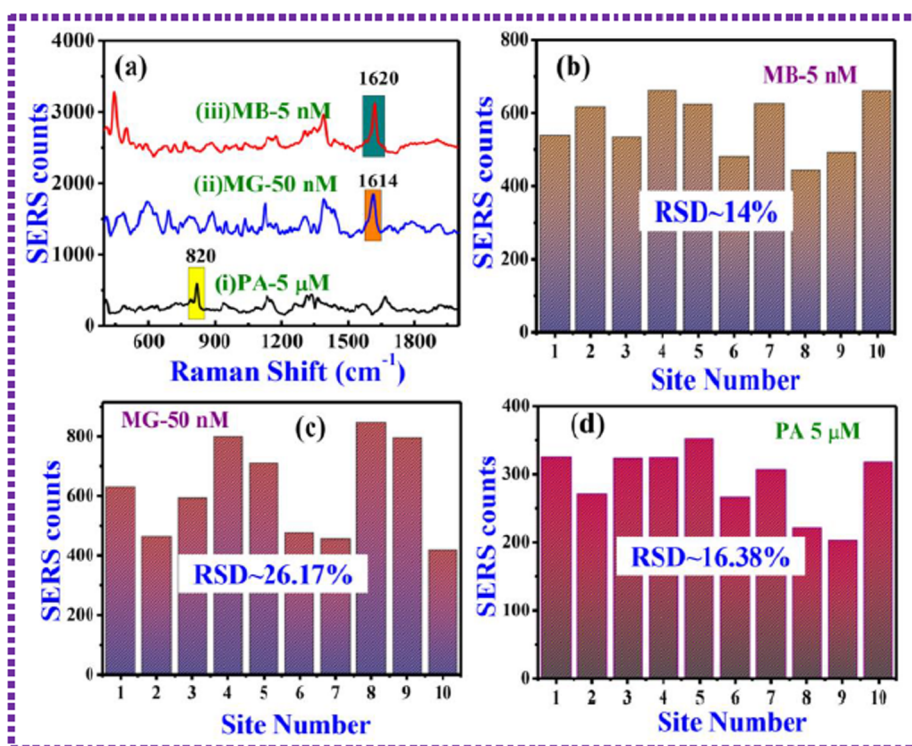 (a)
4000
3000
2000
1000
0
SERS counts
(iii)MB-5 nM
1620
(ii)MG-50 nM
1614
820
(i)PA-5 μM
600 900 1200 1500 1800
Raman Shift (cm⁻¹)
(b)
MB-5 nM
800
600
400
200
0
SERS counts
RSD~14%
1 2 3 4 5 6 7 8 9 10
Site Number
MG-50 nM
(c)
800
600
400
200
0
SERS counts
RSD~26.17%
1 2 3 4 5 6 7 8 9 10
Site Number
(d)
PA 5 μM
400
300
200
100
0
SERS counts
RSD~16.38%
1 2 3 4 5 6 7 8 9 10
Site Number